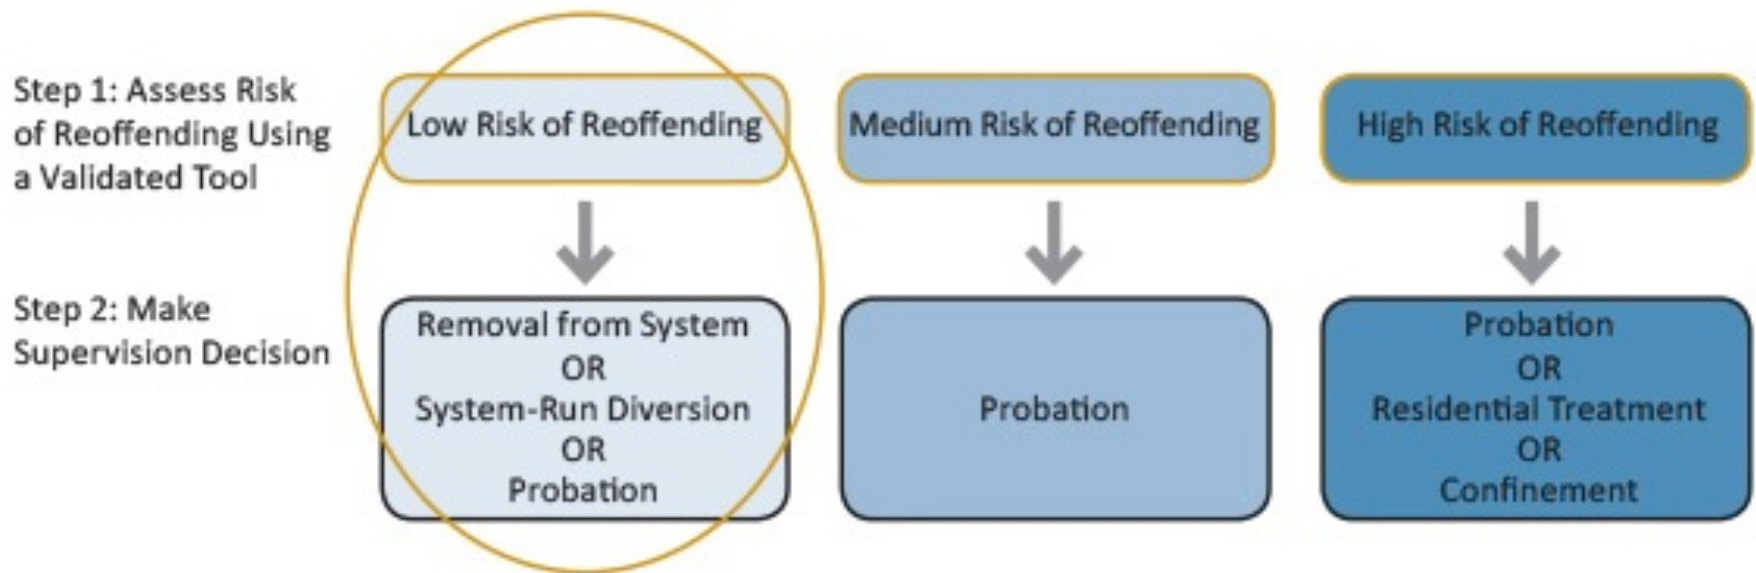 Step 1: Assess Risk
of Reoffending Using
a Validated Tool
Low Risk of Reoffending
Medium Risk of Reoffending
High Risk of Reoffending
Step 2: Make
Supervision Decision
Removal from System
OR
System-Run Diversion
OR
Probation
Probation
Probation
OR
Residential Treatment
OR
Confinement